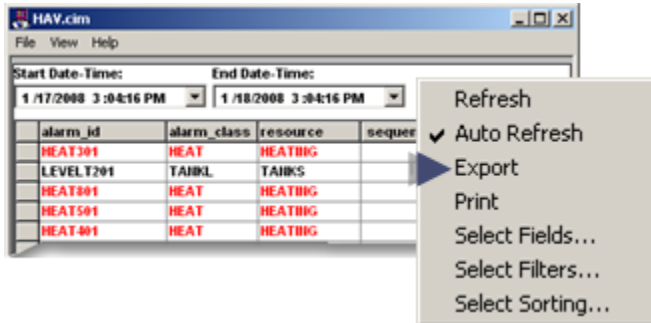 HAV.cim
File View Help
Start Date-Time: End Date-Time:
1 /17/2008 3 :04:16 PM 1 /18/2008 3 :04:16 PM
alarm_id alarm_class resource sequen
HEAT301 HEAT HEATING
LEVELT201 TANKL TANKS
HEAT801 HEAT HEATING
HEAT501 HEAT HEATING
HEAT401 HEAT HEATING
Refresh
Auto Refresh
Export
Print
Select Fields...
Select Filters...
Select Sorting...